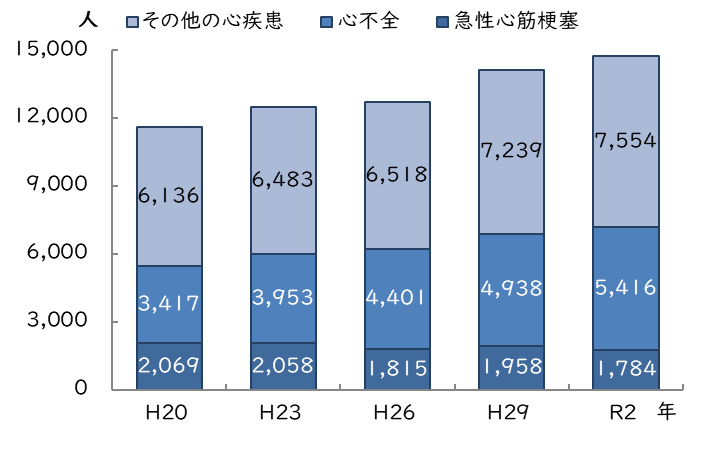 人 その他の心疾患 心不全 急性心筋梗塞
15,000
12,000
9,000
6,000
3,000
0
6,136 6,483 6,518 7,239 7,554
3,417 3,953 4,401 4,938 5,416
2,069 2,058 1,815 1,958 1,784
H20 H23 H26 H29 R2 年